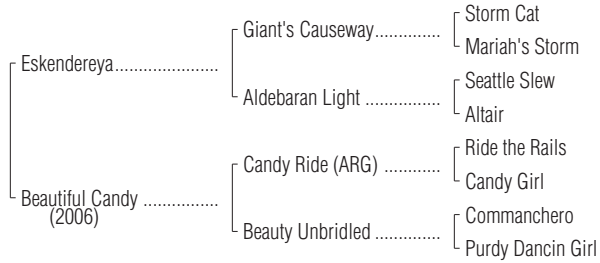 Storm Cat
Giant's Causeway..............
Mariah's Storm
Eskendereya......................
Seattle Slew
Aldebaran Light ................
Altair
Ride the Rails
Candy Ride (ARG) ............
Candy Girl
Beautiful Candy ................
(2006)
Commanchero
Beauty Unbridled ..............
Purdy Dancin Girl